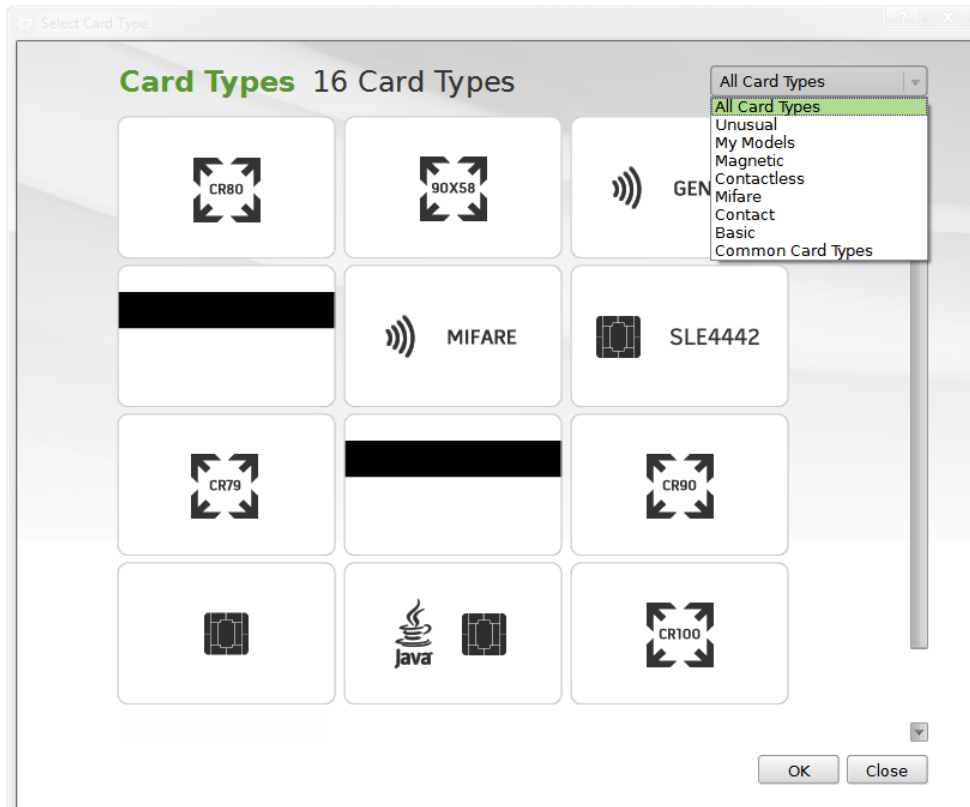 Select Card Type
Card Types 16 Card Types
All Card Types
All Card Types
Unusual
My Models
Magnetic
Contactless
Mifare
Contact
Basic
Common Card Types
CR80
90X58
GEN
MIFARE
SLE4442
CR79
CR90
Java
CR100
OK
Close